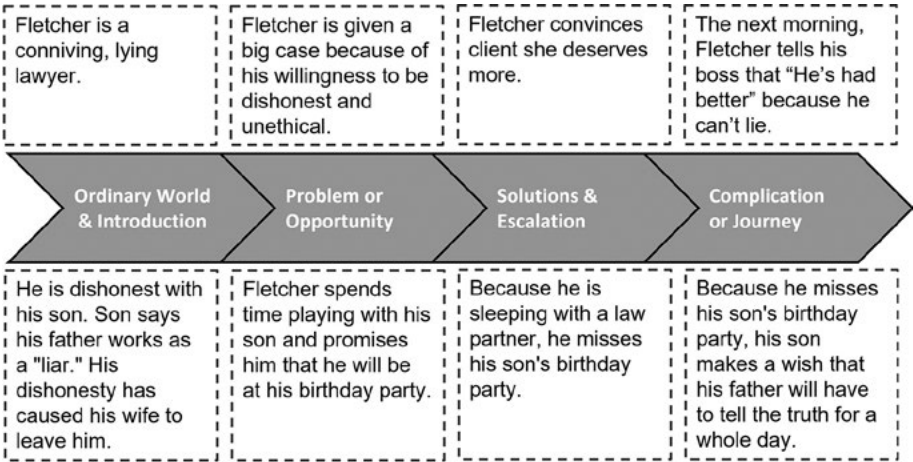 Fletcher is a
conniving, lying
lawyer.
Fletcher is given a
big case because of
his willingness to be
dishonest and
unethical.
Fletcher convinces
client she deserves
more.
The next morning,
Fletcher tells his
boss that “He’s had
better” because he
can’t lie.
Ordinary World
& Introduction
Problem or
Opportunity
Solutions &
Escalation
Complication
or Journey
He is dishonest with
his son. Son says
his father works as
a "liar." His
dishonesty has
caused his wife to
leave him.
Fletcher spends
time playing with his
son and promises
him that he will be
at his birthday party.
Because he is
sleeping with a law
partner, he misses
his son's birthday
party.
Because he misses
his son's birthday
party, his son
makes a wish that
his father will have
to tell the truth for a
whole day.